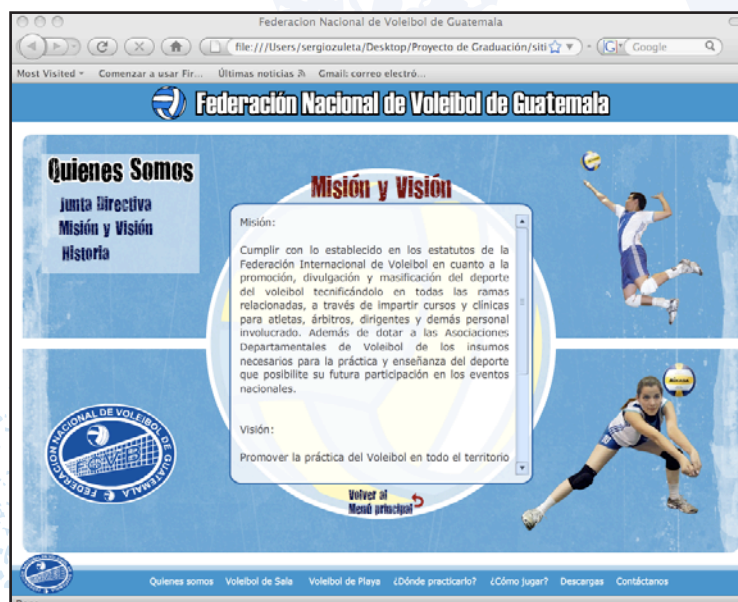 Federacion Nacional de Voleibol de Guatemala
file:///Users/sergiozuleta/Desktop/Proyecto de Graduación/siti
Google
Most Visited
Comenzar a usar Fir...
Últimas noticias
Gmail: correo electró...
Federación Nacional de Voleibol de Guatemala
Quienes Somos
Junta Directiva
Misión y Visión
Historia
Misión y Visión
Misión:
Cumplir con lo establecido en los estatutos de la
Federación Internacional de Voleibol en cuanto a la
promoción, divulgación y masificación del deporte
del voleibol tecnificándolo en todas las ramas
relacionadas, a través de impartir cursos y clínicas
para atletas, árbitros, dirigentes y demás personal
involucrado. Además de dotar a las Asociaciones
Departamentales de Voleibol de los insumos
necesarios para la práctica y enseñanza del deporte
que posibilite su futura participación en los eventos
nacionales.
Visión:
Promover la práctica del Voleibol en todo el territorio
Volver al
Menú principal
FEDERACION NACIONAL DE VOLEIBOL DE GUATEMALA
Quienes somos
Voleibol de Sala
Voleibol de Playa
¿Dónde practicarlo?
¿Cómo jugar?
Descargas
Contáctanos